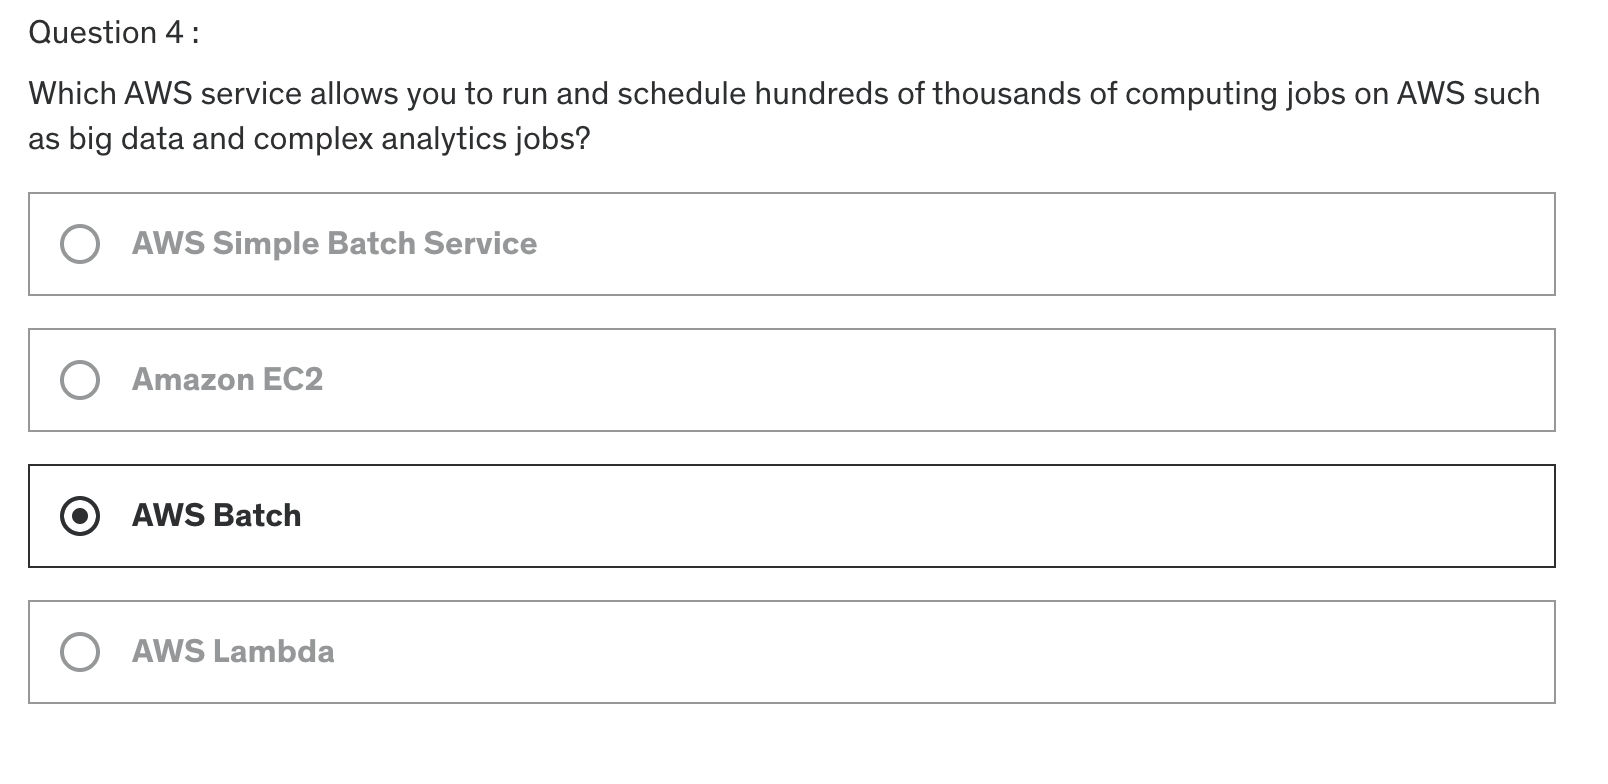 Question 4 :
Which AWS service allows you to run and schedule hundreds of thousands of computing jobs on AWS such
as big data and complex analytics jobs?
AWS Simple Batch Service
Amazon EC2
AWS Batch
AWS Lambda